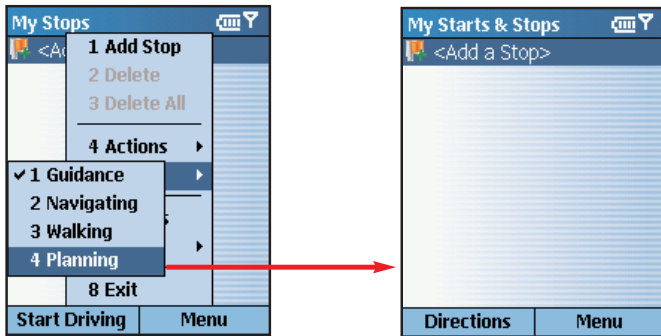 My Stops
1 Add Stop
2 Delete
3 Delete All
4 Actions
1 Guidance
2 Navigating
3 Walking
4 Planning
8 Exit
Start Driving Menu
My Starts & Stops
<Add a Stop>
Directions Menu